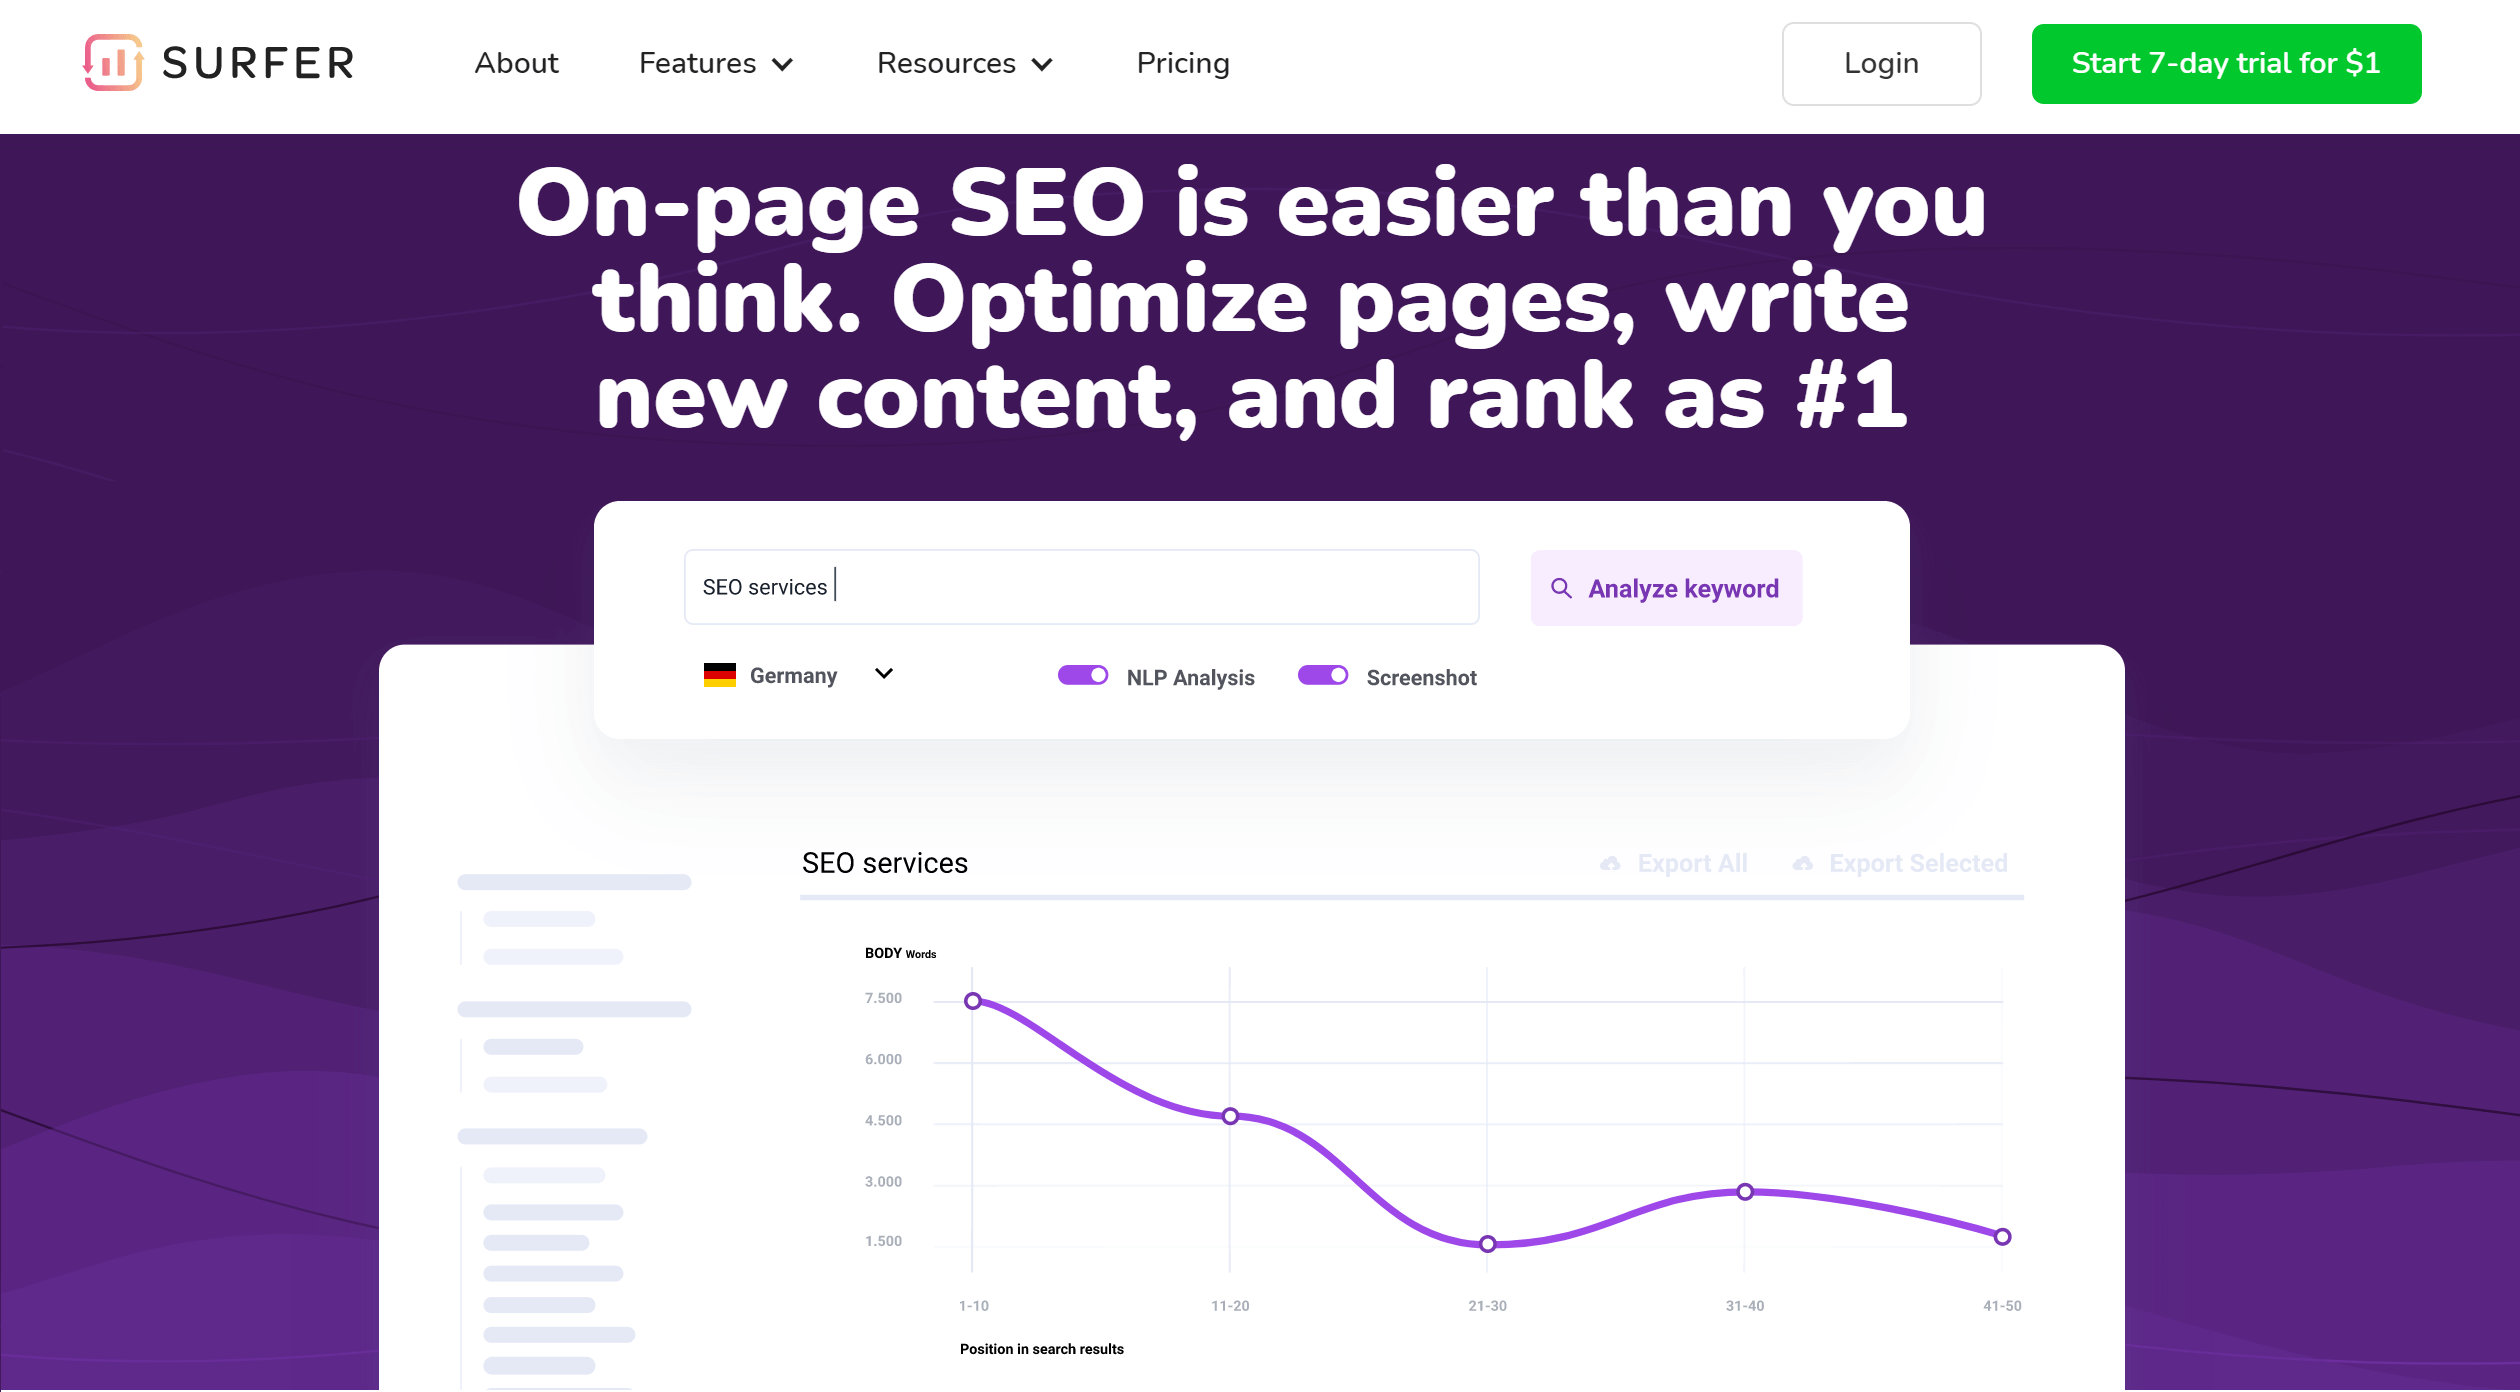 SURFER
About
Features
Resources
Pricing
Login
Start 7-day trial for $1
On-page SEO is easier than you
think. Optimize pages, write
new content, and rank as #1
SEO services
Analyze keyword
Germany
NLP Analysis
Screenshot
SEO services
Export All
Export Selected
BODY Words
7.500
6.000
4.500
3.000
1.500
1-10
11-20
21-30
31-40
41-50
Position in search results